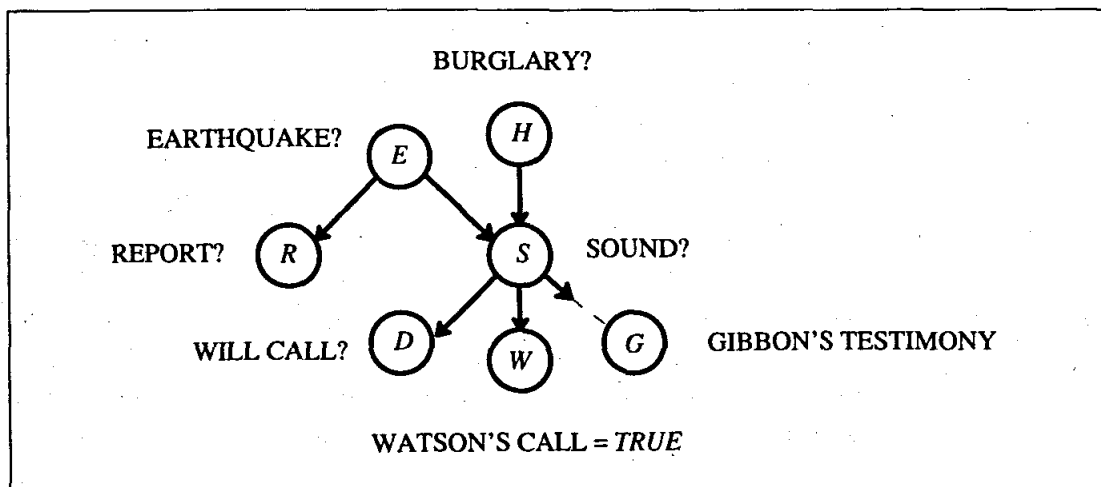 BURGLARY?
EARTHQUAKE?
E
H
REPORT?
R
S
SOUND?
WILL CALL?
D
W
G
GIBBON'S TESTIMONY
WATSON'S CALL = TRUE